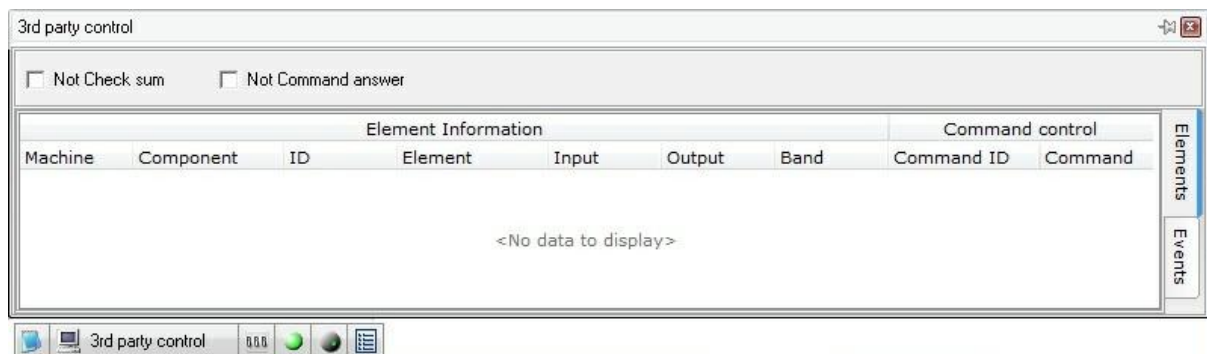 3rd party control
Not Check sum Not Command answer
Element Information Command control
Machine Component ID Element Input Output Band Command ID Command
<No data to display>
Elements
Events
3rd party control